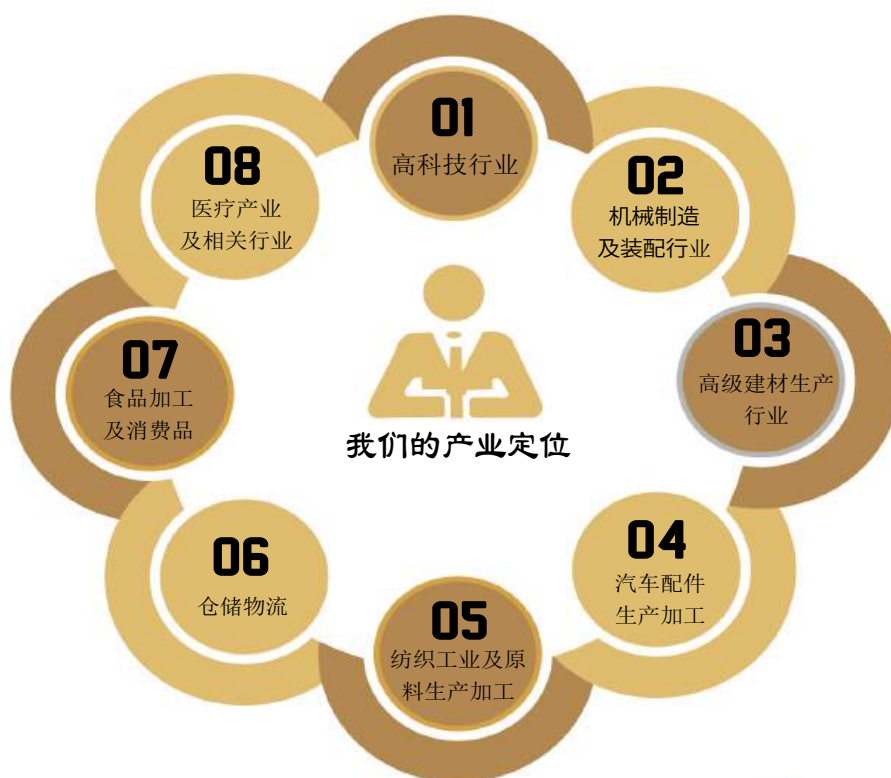 01
高科技行业
02
机械制造
及装配行业
03
高级建材生产
行业
04
汽车配件
生产加工
05
纺织工业及原
料生产加工
06
仓储物流
07
食品加工
及消费品
08
医疗产业
及相关行业
我们的产业定位